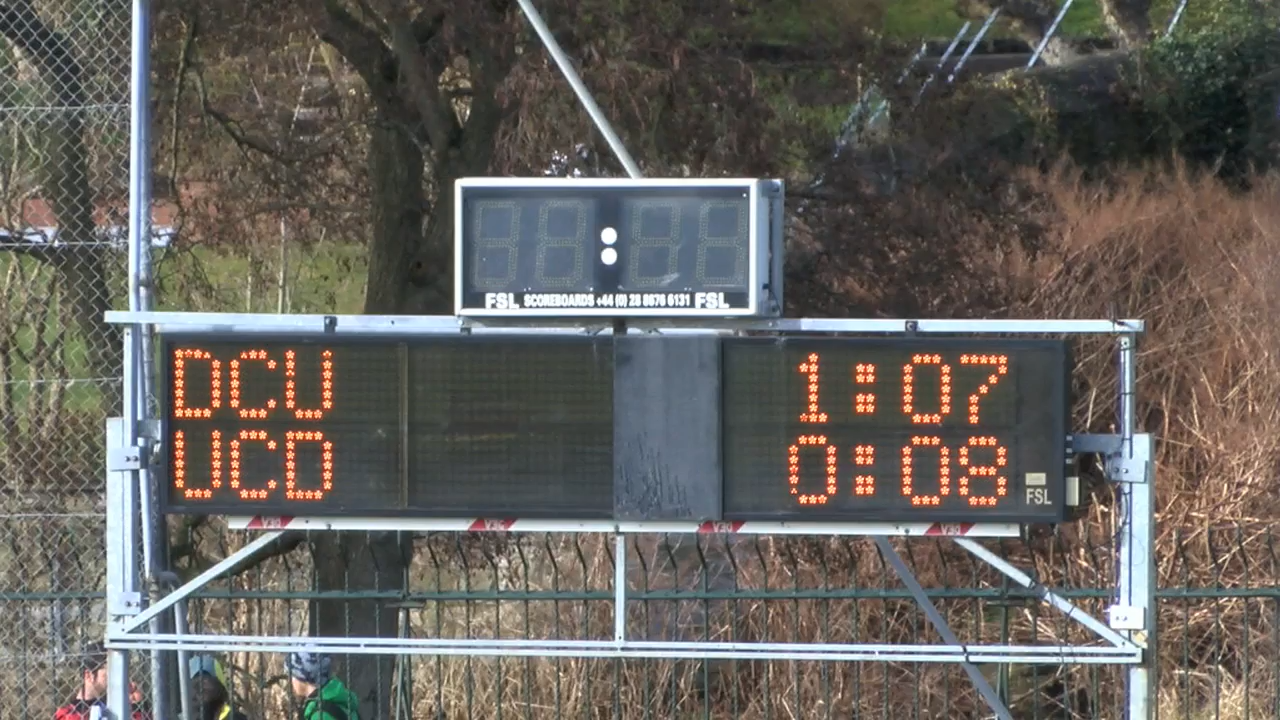 FSL SCOREBOARDS +44 (0) 28 8676 6131 FSL
DCU 1:07
UCD 0:08
FSL